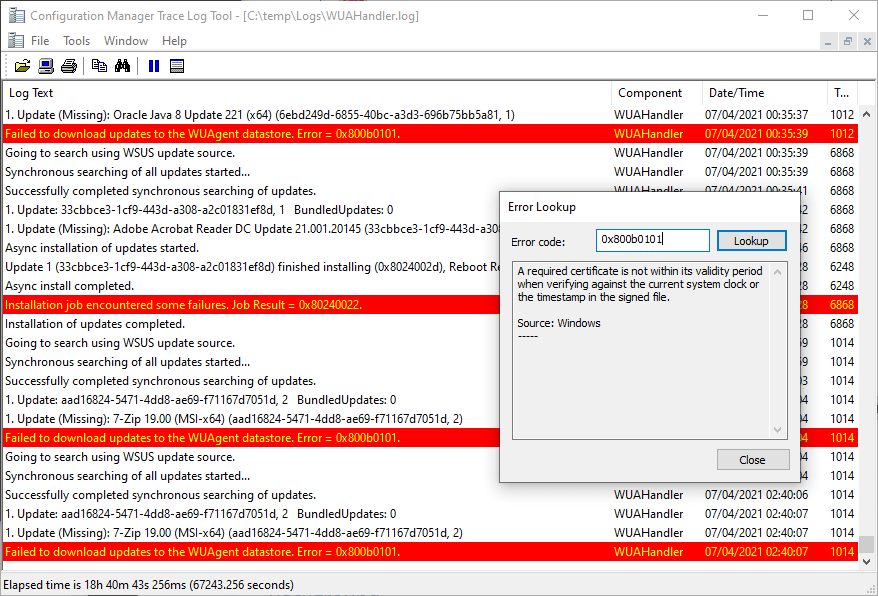 Configuration Manager Trace Log Tool - [C:\temp\Logs\WUAHandler.log]
File Tools Window Help
Log Text Component Date/Time T...
1. Update (Missing): Oracle Java 8 Update 221 (x64) (6ebd249d-6855-40bc-a3d3-696b75bb5a81, 1) WUAHandler 07/04/2021 00:35:37 1012
Failed to download updates to the WUAgent datastore. Error = 0x800b0101. WUAHandler 07/04/2021 00:35:39 1012
Going to search using WSUS update source. WUAHandler 07/04/2021 00:35:39 6868
Synchronous searching of all updates started... WUAHandler 07/04/2021 00:35:39 6868
Successfully completed synchronous searching of updates. WUAHandler 07/04/2021 00:35:41 6868
1. Update: 33cbbce3-1cf9-443d-a308-a2c01831ef8d, 1 BundledUpdates: 0 2 6868
1. Update (Missing): Adobe Acrobat Reader DC Update 21.001.20145 (33cbbce3-1cf9-443d-a308 2 6868
Async installation of updates started. 6 6868
Update 1 (33cbbce3-1cf9-443d-a308-a2c01831ef8d) finished installing (0x8024002d), Reboot Re 8 6248
Async install completed. 8 6248
Installation job encountered some failures. Job Result = 0x80240022. 8 6868
Installation of updates completed. 8 6868
Going to search using WSUS update source. 9 1014
Synchronous searching of all updates started... 9 1014
Successfully completed synchronous searching of updates. 03 1014
1. Update: aad16824-5471-4dd8-ae69-f71167d7051d, 2 BundledUpdates: 0 04 1014
1. Update (Missing): 7-Zip 19.00 (MSI-x64) (aad16824-5471-4dd8-ae69-f71167d7051d, 2) 04 1014
Failed to download updates to the WUAgent datastore. Error = 0x800b0101. 04 1014
Going to search using WSUS update source. 04 1014
Synchronous searching of all updates started... 04 1014
Successfully completed synchronous searching of updates. WUAHandler 07/04/2021 02:40:06 1014
1. Update: aad16824-5471-4dd8-ae69-f71167d7051d, 2 BundledUpdates: 0 WUAHandler 07/04/2021 02:40:07 1014
1. Update (Missing): 7-Zip 19.00 (MSI-x64) (aad16824-5471-4dd8-ae69-f71167d7051d, 2) WUAHandler 07/04/2021 02:40:07 1014
Failed to download updates to the WUAgent datastore. Error = 0x800b0101. WUAHandler 07/04/2021 02:40:07 1014
Elapsed time is 18h 40m 43s 256ms (67243.256 seconds)
Error Lookup
Error code: 0x800b0101 Lookup
A required certificate is not within its validity period
when verifying against the current system clock or
the timestamp in the signed file.
Source: Windows
-----
Close